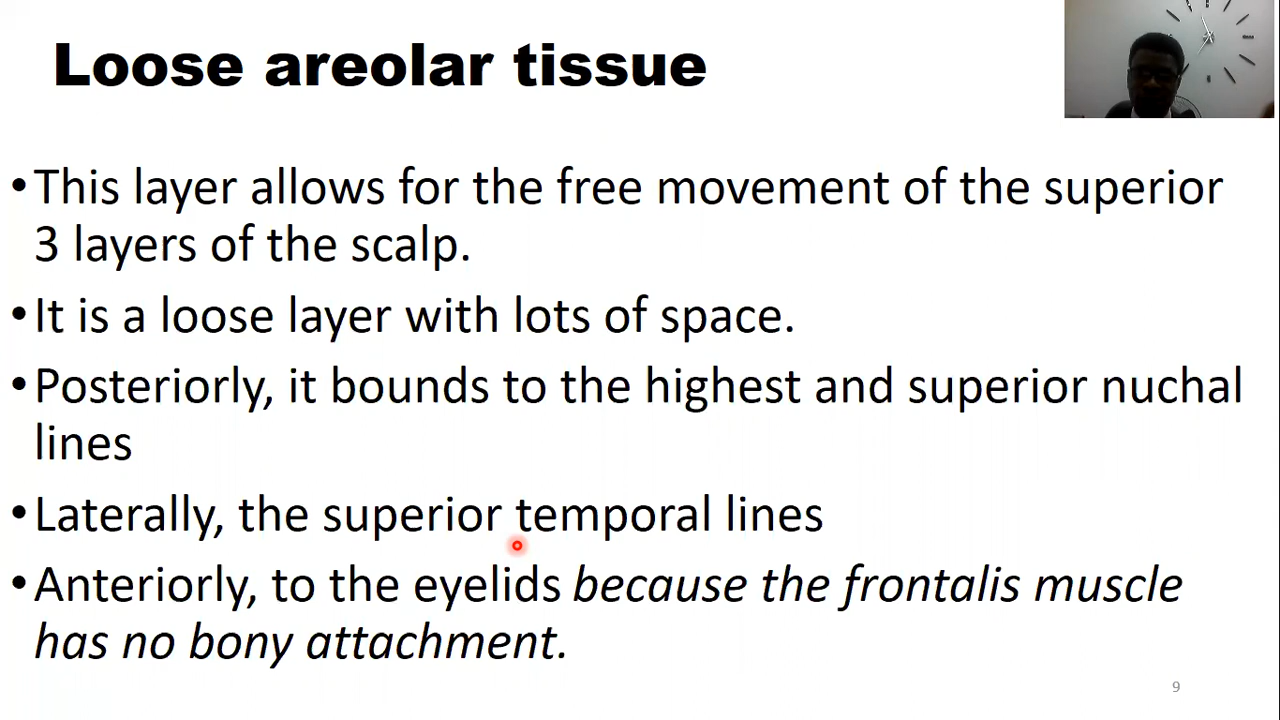 Loose areolar tissue
•This layer allows for the free movement of the superior
3 layers of the scalp.
•It is a loose layer with lots of space.
•Posteriorly, it bounds to the highest and superior nuchal
lines
•Laterally, the superior temporal lines
•Anteriorly, to the eyelids because the frontalis muscle
has no bony attachment.
9